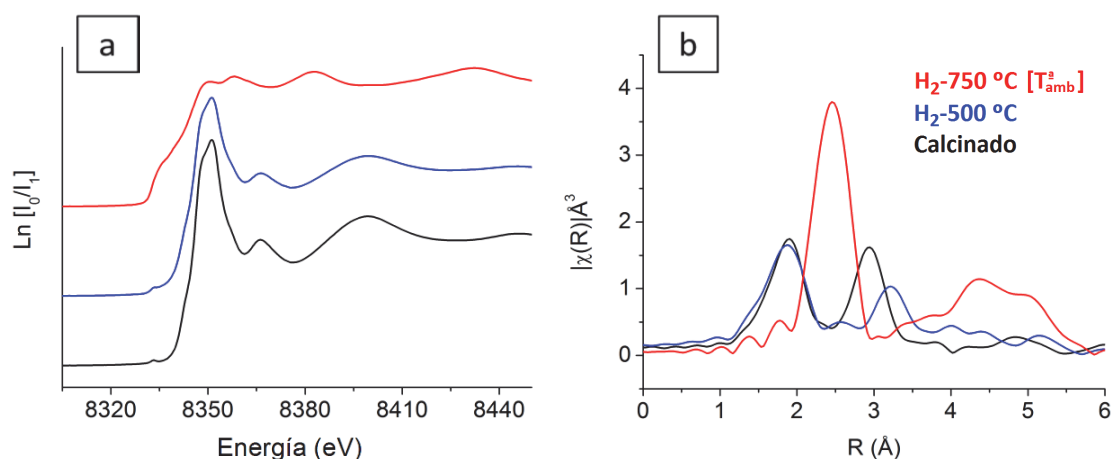 a
Ln [I₀/I₁]
8320 8350 8380 8410 8440
Energía (eV)
b
4
3
2
1
0
|χ(R)|Å³
H₂-750 ºC [Tªamb]
H₂-500 ºC
Calcinado
0 1 2 3 4 5 6
R (Å)